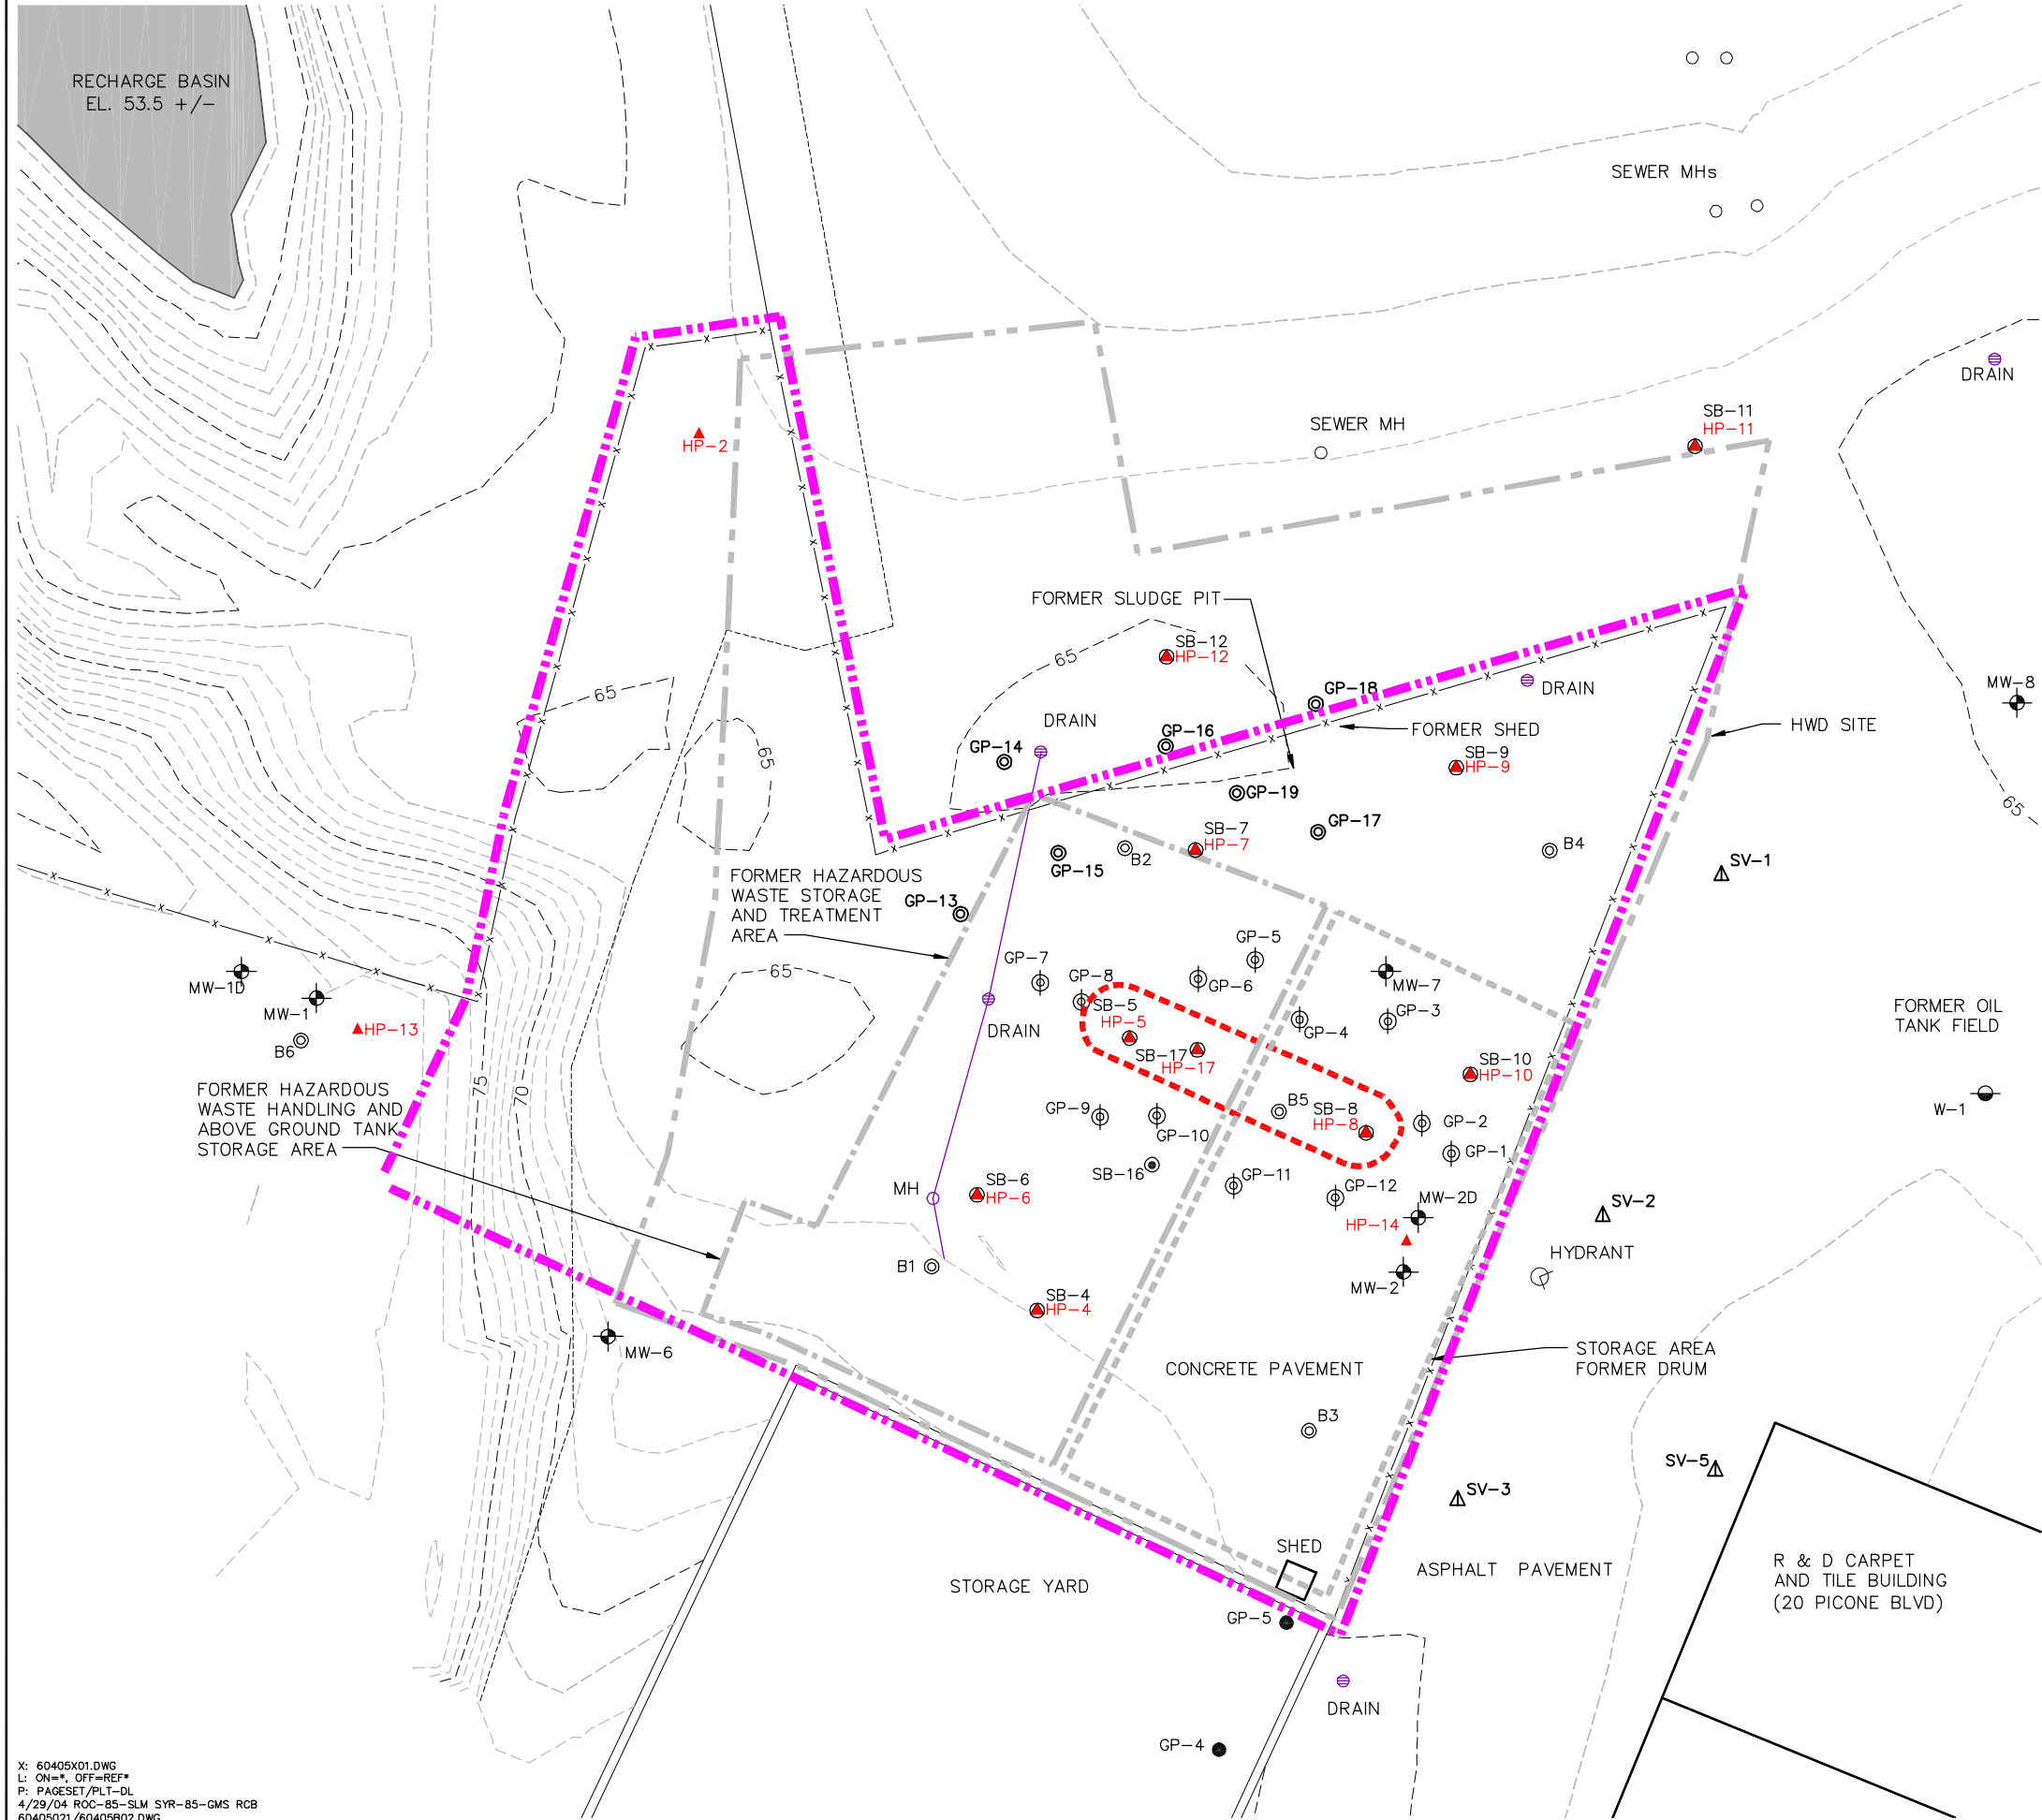 RECHARGE BASIN
EL. 53.5 +/-
SEWER MHs
DRAIN
SB-11
HP-11
SEWER MH
HP-2
FORMER SLUDGE PIT
65
SB-12
HP-12
MW-8
65
GP-18
DRAIN
HWD SITE
DRAIN
GP-16
FORMER SHED
GP-14
65
SB-9
HP-9
GP-19
65
GP-17
SB-7
HP-7
B2
B4
SV-1
GP-15
FORMER HAZARDOUS
WASTE STORAGE
AND TREATMENT
AREA
GP-13
GP-5
GP-7
65
GP-8
GP-6
MW-7
MW-1D
MW-1
SB-5
HP-5
GP-3
FORMER OIL
TANK FIELD
HP-13
DRAIN
GP-4
B6
SB-17
HP-17
SB-10
HP-10
75
70
FORMER HAZARDOUS
WASTE HANDLING AND
ABOVE GROUND TANK
STORAGE AREA
GP-9
B5
SB-8
HP-8
W-1
GP-10
GP-2
GP-1
SB-16
MH
SB-6
HP-6
GP-11
GP-12
MW-2D
SV-2
HP-14
HYDRANT
B1
MW-2
SB-4
HP-4
MW-6
STORAGE AREA
FORMER DRUM
CONCRETE PAVEMENT
B3
SV-5
SV-3
SHED
ASPHALT PAVEMENT
STORAGE YARD
R & D CARPET
AND TILE BUILDING
(20 PICONE BLVD)
GP-5
DRAIN
GP-4
X: 60405X01.DWG
L: ON=*, OFF=REF*
P: PAGESET/PLT-DL
4/29/04 ROC-85-SLM SYR-85-GMS RCB
60405021/60405B02.DWG